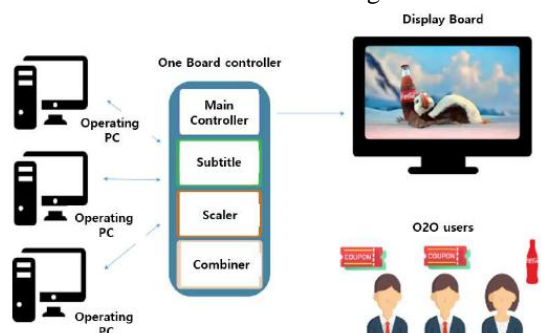 Display Board
One Board controller
Main
Controller
Operating
PC
Subtitle
Operating
PC
Scaler
Combiner
Operating
PC
O2O users
COUPON
COUPON